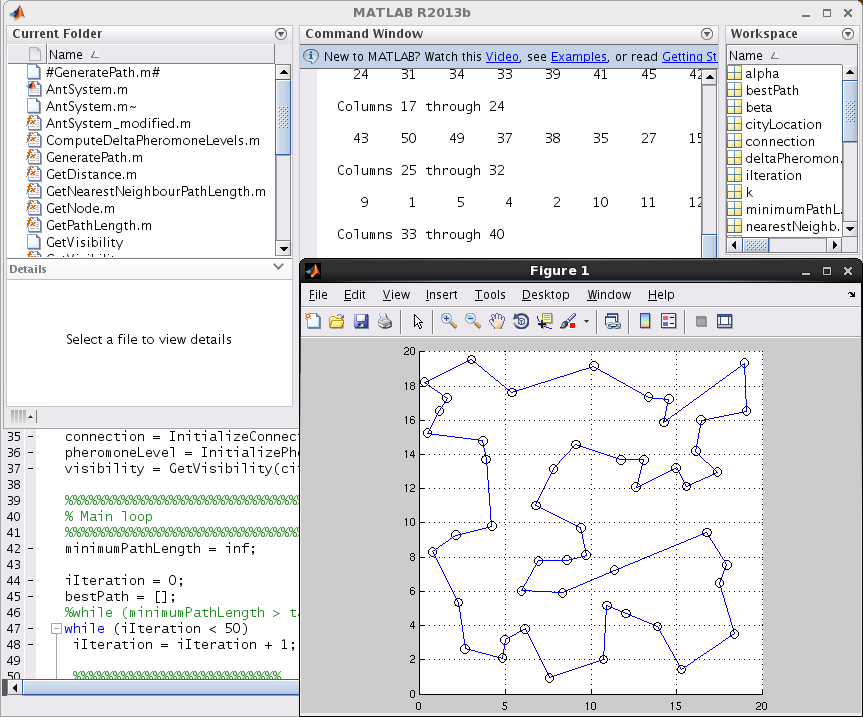 MATLAB R2013b
Current Folder
Name
#GeneratePath.m#
AntSystem.m
AntSystem.m~
AntSystem_modified.m
ComputeDeltaPheromoneLevels.m
GeneratePath.m
GetDistance.m
GetNearestNeighbourPathLength.m
GetNode.m
GetPathLength.m
GetVisibility
Details
Select a file to view details
Command Window
New to MATLAB? Watch this Video, see Examples, or read Getting St
24 31 34 33 39 41 45 42
Columns 17 through 24
43 50 49 37 38 35 27 15
Columns 25 through 32
9 1 5 4 2 10 11 12
Columns 33 through 40
Workspace
Name
alpha
bestPath
beta
cityLocation
connection
deltaPheromon.
iIteration
k
minimumPathL.
nearestNeighb.
35 - connection = InitializeConnec
36 - pheromoneLevel = InitializePhe
37 - visibility = GetVisibility(ci
38
39 %%%%%%%%%%%%%%%%%%%%%%%%%%%%%
40 % Main loop
41 %%%%%%%%%%%%%%%%%%%%%%%%%%%%%
42 - minimumPathLength = inf;
43
44 - iIteration = 0;
45 - bestPath = [];
46 %while (minimumPathLength > t
47 - while (iIteration < 50)
48 - iIteration = iIteration + 1;
49
50 %%%%%%%%%%%%%%%%%%%%%%%%%%
Figure 1
File Edit View Insert Tools Desktop Window Help
20
18
16
14
12
10
8
6
4
2
0
0 5 10 15 20